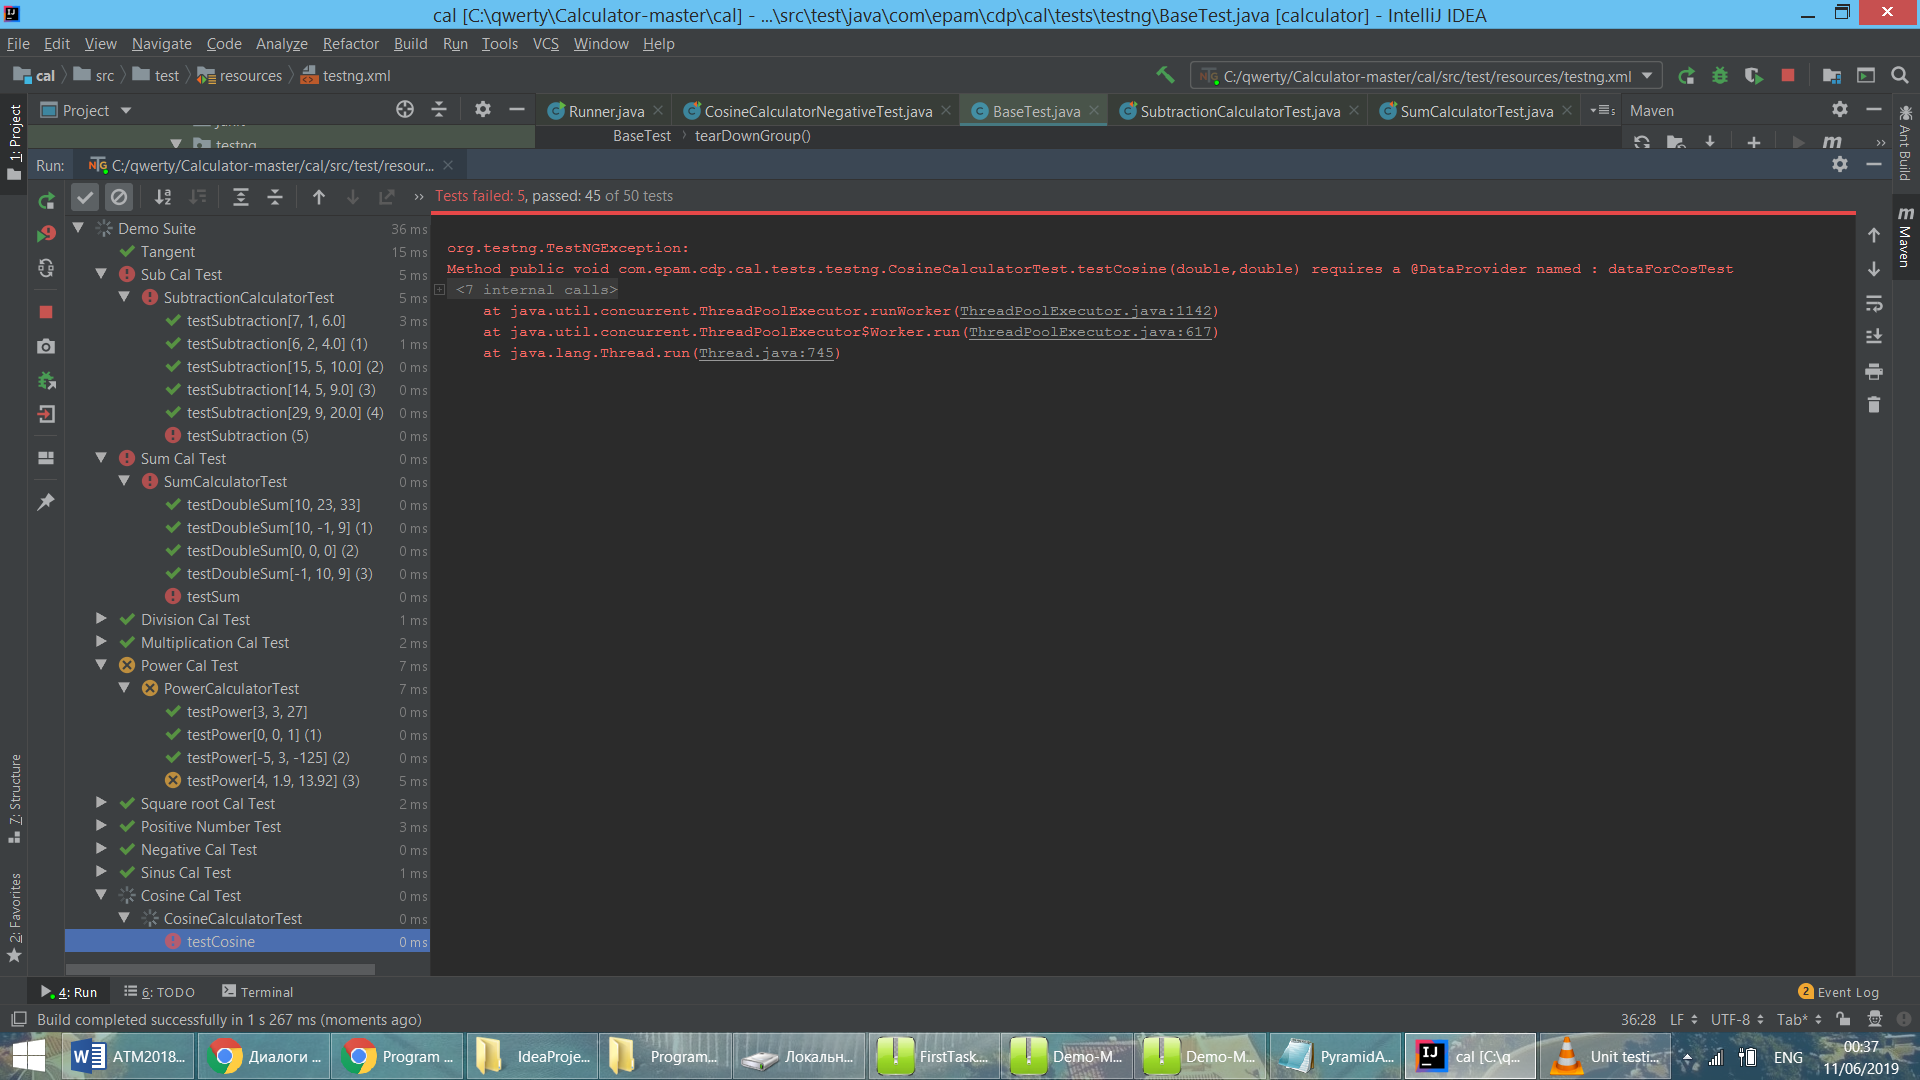 cal [C:\qwerty\Calculator-master\cal] - ...\src\test\java\com\epam\cdp\cal\tests\testng\BaseTest.java [calculator] - IntelliJ IDEA
File Edit View Navigate Code Analyze Refactor Build Run Tools VCS Window Help
cal src test resources testng.xml C:/qwerty/Calculator-master/cal/src/test/resources/testng.xml
Project Runner.java CosineCalculatorNegativeTest.java BaseTest.java SubtractionCalculatorTest.java SumCalculatorTest.java Maven
testng
BaseTest tearDownGroup()
Run: C:/qwerty/Calculator-master/cal/src/test/resour...
Tests failed: 5, passed: 45 of 50 tests
Demo Suite 36 ms
Tangent 15 ms
Sub Cal Test 5 ms
SubtractionCalculatorTest 5 ms
testSubtraction[7, 1, 6.0] 3 ms
testSubtraction[6, 2, 4.0] (1) 1 ms
testSubtraction[15, 5, 10.0] (2) 0 ms
testSubtraction[14, 5, 9.0] (3) 0 ms
testSubtraction[29, 9, 20.0] (4) 0 ms
testSubtraction (5) 0 ms
Sum Cal Test 0 ms
SumCalculatorTest 0 ms
testDoubleSum[10, 23, 33] 0 ms
testDoubleSum[10, -1, 9] (1) 0 ms
testDoubleSum[0, 0, 0] (2) 0 ms
testDoubleSum[-1, 10, 9] (3) 0 ms
testSum 0 ms
Division Cal Test 1 ms
Multiplication Cal Test 2 ms
Power Cal Test 7 ms
PowerCalculatorTest 7 ms
testPower[3, 3, 27] 0 ms
testPower[0, 0, 1] (1) 0 ms
testPower[-5, 3, -125] (2) 0 ms
testPower[4, 1.9, 13.92] (3) 5 ms
Square root Cal Test 2 ms
Positive Number Test 3 ms
Negative Cal Test 0 ms
Sinus Cal Test 1 ms
Cosine Cal Test 0 ms
CosineCalculatorTest 0 ms
testCosine 0 ms
org.testng.TestNGException:
Method public void com.epam.cdp.cal.tests.testng.CosineCalculatorTest.testCosine(double,double) requires a @DataProvider named : dataForCosTest
<7 internal calls>
at java.util.concurrent.ThreadPoolExecutor.runWorker(ThreadPoolExecutor.java:1142)
at java.util.concurrent.ThreadPoolExecutor$Worker.run(ThreadPoolExecutor.java:617)
at java.lang.Thread.run(Thread.java:745)
1: Project
Z: Structure
2: Favorites
Ant Build
m Maven
4: Run 6: TODO Terminal 2 Event Log
Build completed successfully in 1 s 267 ms (moments ago) 36:28 LF UTF-8 Tab*
ATM2018... Диалоги ... Program ... IdeaProje... Program... Локальн... FirstTask.... Demo-M... Demo-M... PyramidA... cal [C:\q... Unit testi... ENG
00:37
11/06/2019